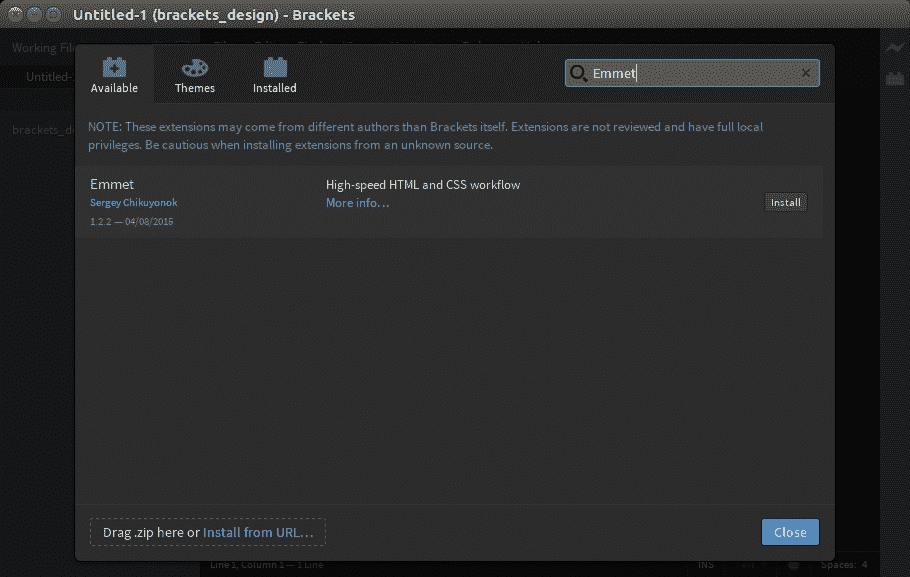 Untitled-1 (brackets_design) - Brackets
Working Fil
Untitled-
brackets_de
Available
Themes
Installed
Emmet
NOTE: These extensions may come from different authors than Brackets itself. Extensions are not reviewed and have full local
privileges. Be cautious when installing extensions from an unknown source.
Emmet
High-speed HTML and CSS workflow
Sergey Chikuyonok
More info…
1.2.2 — 04/08/2015
Install
Drag .zip here or Install from URL…
Close
Line 1, Column 1 — 1 Line
INS
Text
Spaces: 4